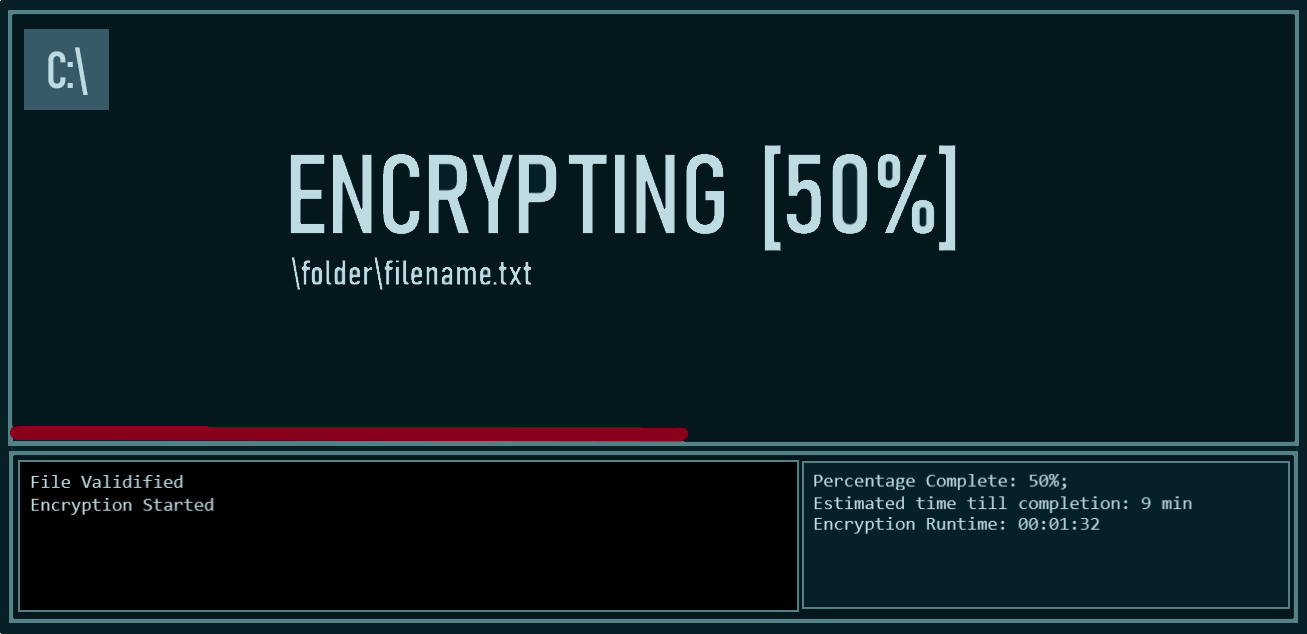 C:\
ENCRYPTING [50%]
\folder\filename.txt
File Validified
Encryption Started
Percentage Complete: 50%;
Estimated time till completion: 9 min
Encryption Runtime: 00:01:32